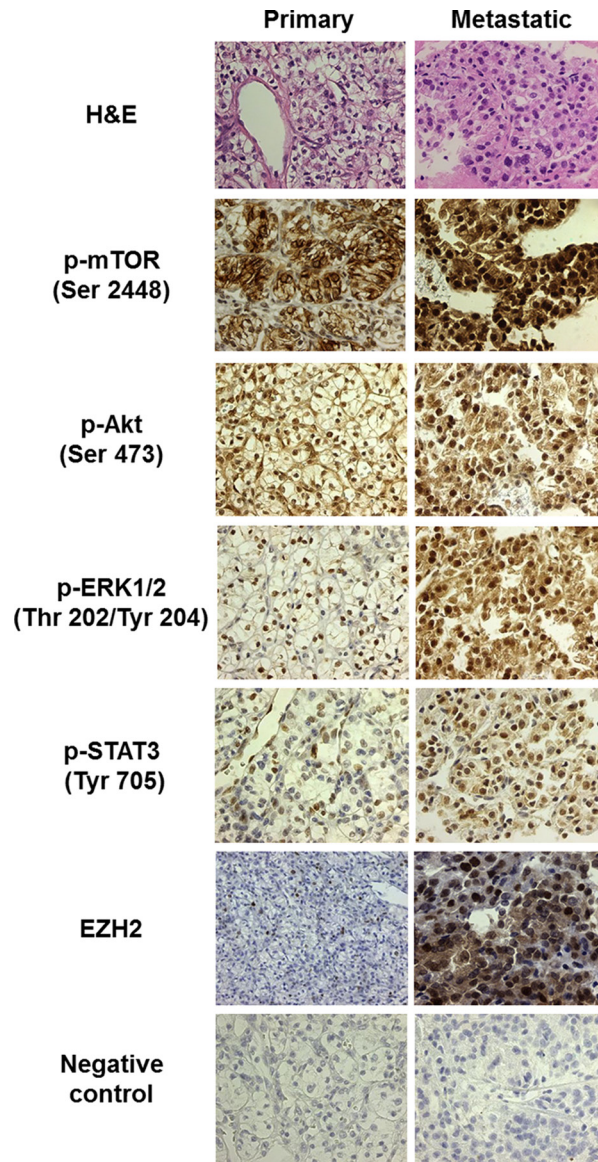 Primary Metastatic
H&E
p-mTOR
(Ser 2448)
p-Akt
(Ser 473)
p-ERK1/2
(Thr 202/Tyr 204)
p-STAT3
(Tyr 705)
EZH2
Negative
control